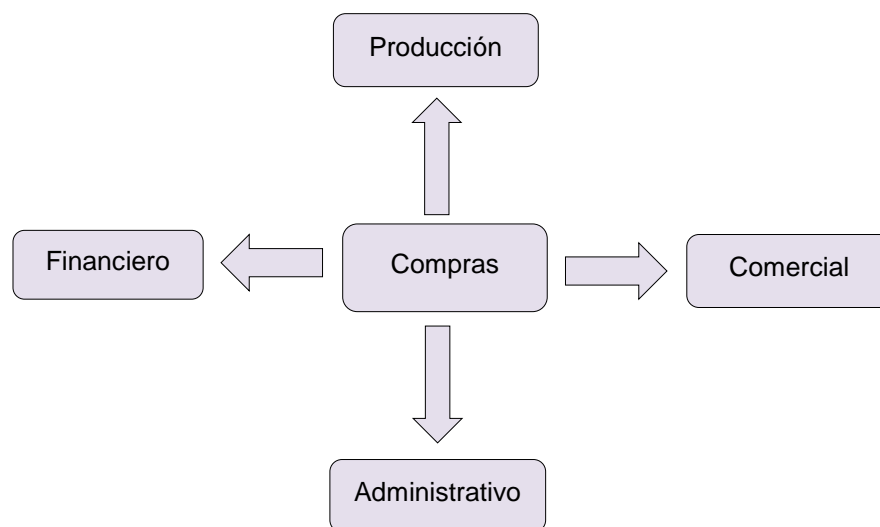 Producción
Financiero
Compras
Comercial
Administrativo